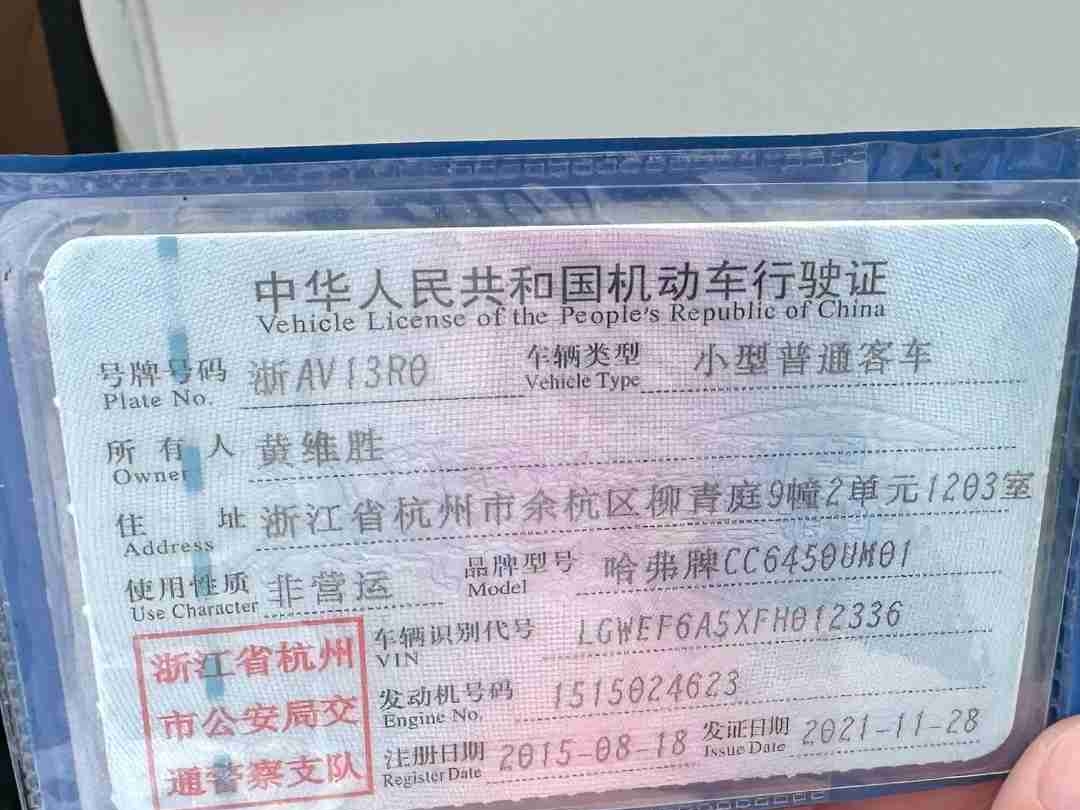 中华人民共和国机动车行驶证
Vehicle License of the People's Republic of China
号牌号码 浙AV13R0 车辆类型 小型普通客车
Plate No. Vehicle Type
所有人 黄维胜
Owner
住址 浙江省杭州市余杭区柳青庭9幢2单元1203室
Address
使用性质 非营运 品牌型号 哈弗牌CC6450UM01
Use Character Model
车辆识别代号 LGWEF6A5XFH012336
VIN
发动机号码 1515024623
Engine No.
注册日期 2015-08-18 发证日期 2021-11-28
Register Date Issue Date
浙江省杭州
市公安局交
通警察支队